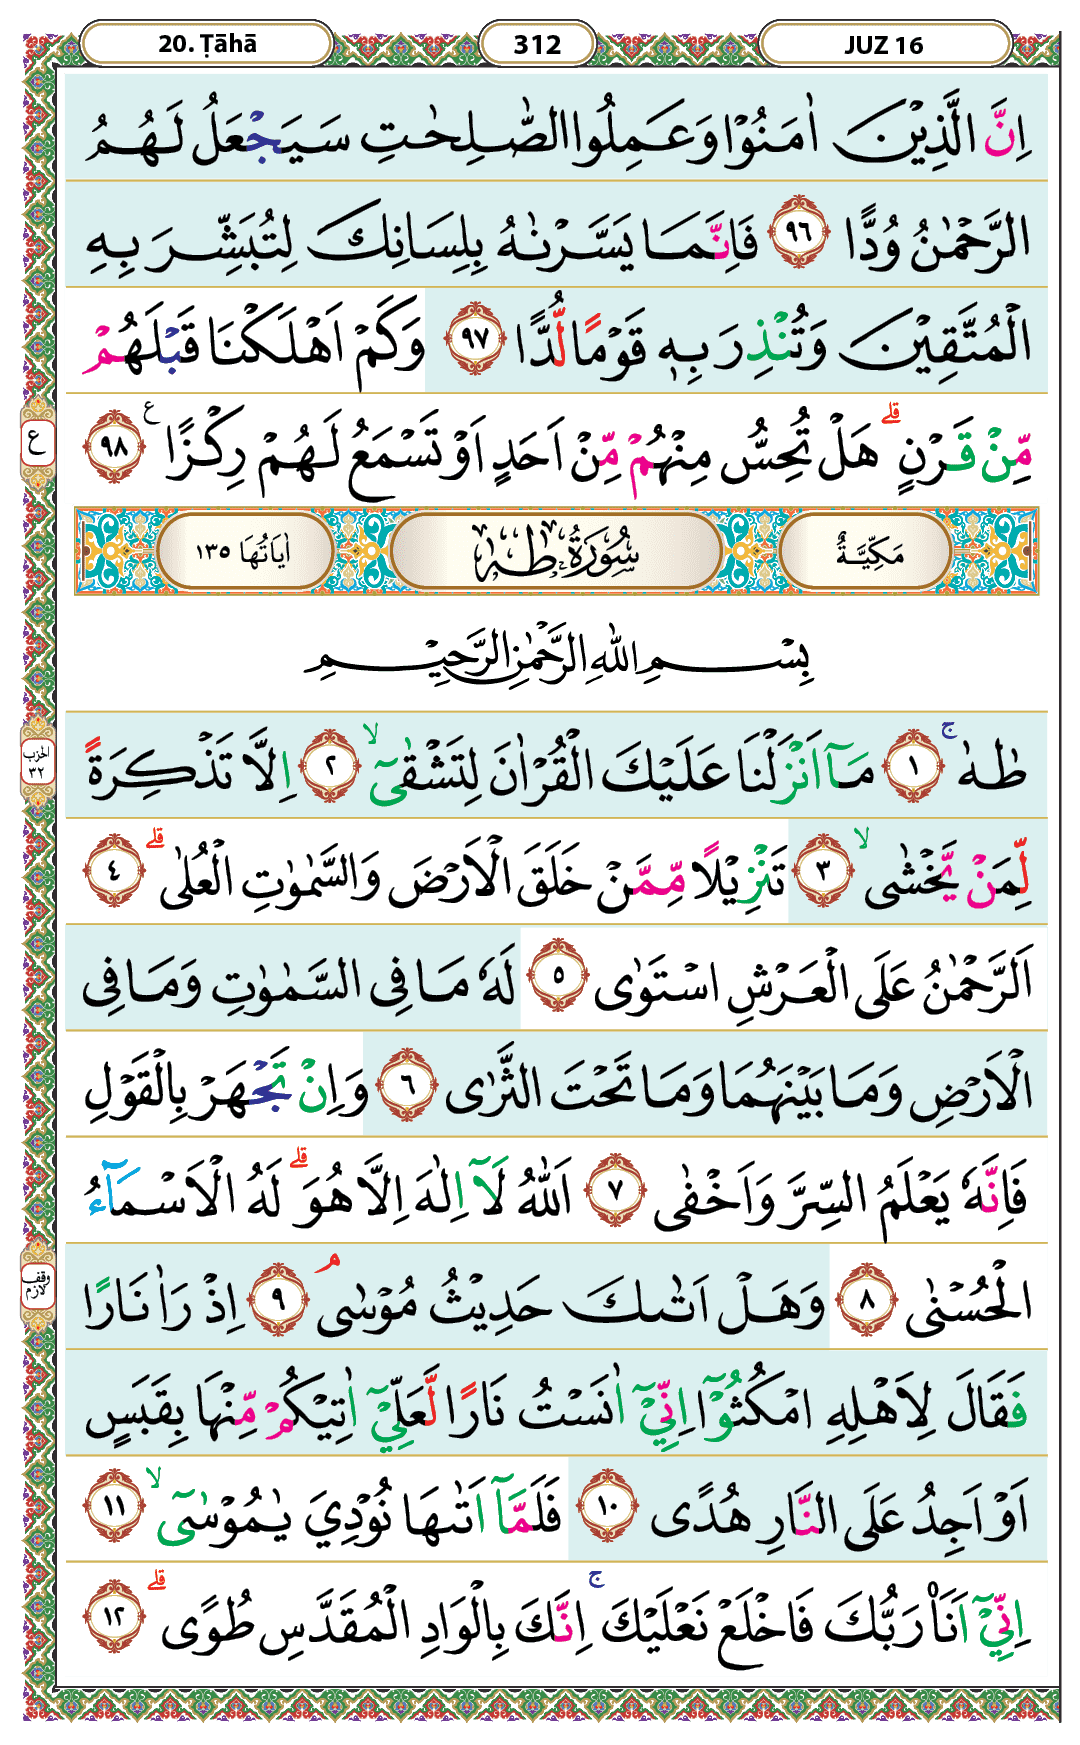 20. Ṭāhā 312 JUZ 16
اِنَّ الَّذِيْنَ اٰمَنُوْا وَعَمِلُوا الصّٰلِحٰتِ سَيَجْعَلُ لَهُمُ
الرَّحْمٰنُ وُدًّا ٩٦ فَاِنَّمَا يَسَّرْنٰهُ بِلِسَانِكَ لِتُبَشِّرَ بِهِ
الْمُتَّقِيْنَ وَتُنْذِرَ بِهٖ قَوْمًا لُّدًّا ٩٧ وَكَمْ اَهْلَكْنَا قَبْلَهُمْ
مِّنْ قَرْنٍ ۗ هَلْ تُحِسُّ مِنْهُمْ مِّنْ اَحَدٍ اَوْ تَسْمَعُ لَهُمْ رِكْزًا ٩٨ ع
ع
مَكِّيَّةٌ سُوْرَةُ طٰهٰ اٰيَاتُهَا ١٣٥
بِسْمِ اللّٰهِ الرَّحْمٰنِ الرَّحِيْمِ
طٰهٰ ۚ ١ مَآ اَنْزَلْنَا عَلَيْكَ الْقُرْاٰنَ لِتَشْقٰٓى ۙ ٢ اِلَّا تَذْكِرَةً
الحزب
٣٢
لِّمَنْ يَّخْشٰى ۙ ٣ تَنْزِيْلًا مِّمَّنْ خَلَقَ الْاَرْضَ وَالسَّمٰوٰتِ الْعُلٰى ۗ ٤
اَلرَّحْمٰنُ عَلَى الْعَرْشِ اسْتَوٰى ٥ لَهٗ مَا فِى السَّمٰوٰتِ وَمَا فِى
الْاَرْضِ وَمَا بَيْنَهُمَا وَمَا تَحْتَ الثَّرٰى ٦ وَاِنْ تَجْهَرْ بِالْقَوْلِ
فَاِنَّهٗ يَعْلَمُ السِّرَّ وَاَخْفٰى ٧ اَللّٰهُ لَآ اِلٰهَ اِلَّا هُوَ ۗ لَهُ الْاَسْمَآءُ
الْحُسْنٰى ٨ وَهَلْ اَتٰىكَ حَدِيْثُ مُوْسٰى ۘ ٩ اِذْ رَاٰ نَارًا
وقف
لازم
فَقَالَ لِاَهْلِهِ امْكُثُوْٓا اِنِّيْٓ اٰنَسْتُ نَارًا لَّعَلِّيْٓ اٰتِيْكُمْ مِّنْهَا بِقَبَسٍ
اَوْ اَجِدُ عَلَى النَّارِ هُدًى ١٠ فَلَمَّآ اَتٰىهَا نُوْدِيَ يٰمُوْسٰٓى ۙ ١١
اِنِّيْٓ اَنَا۠ رَبُّكَ فَاخْلَعْ نَعْلَيْكَ ۚ اِنَّكَ بِالْوَادِ الْمُقَدَّسِ طُوًى ۗ ١٢